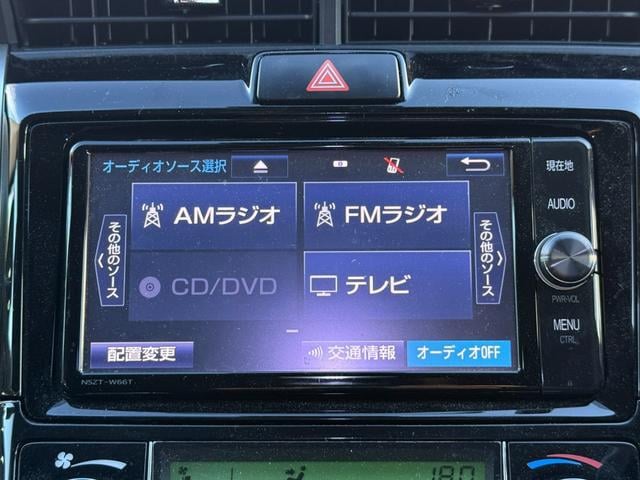 オーディオソース選択
現在地
AMラジオ
FMラジオ
AUDIO
その他のソース
その他のソース
CD/DVD
テレビ
PWR·VOL
MENU
CTRL
配置変更
交通情報
オーディオOFF
NSZT-W66T
18.0